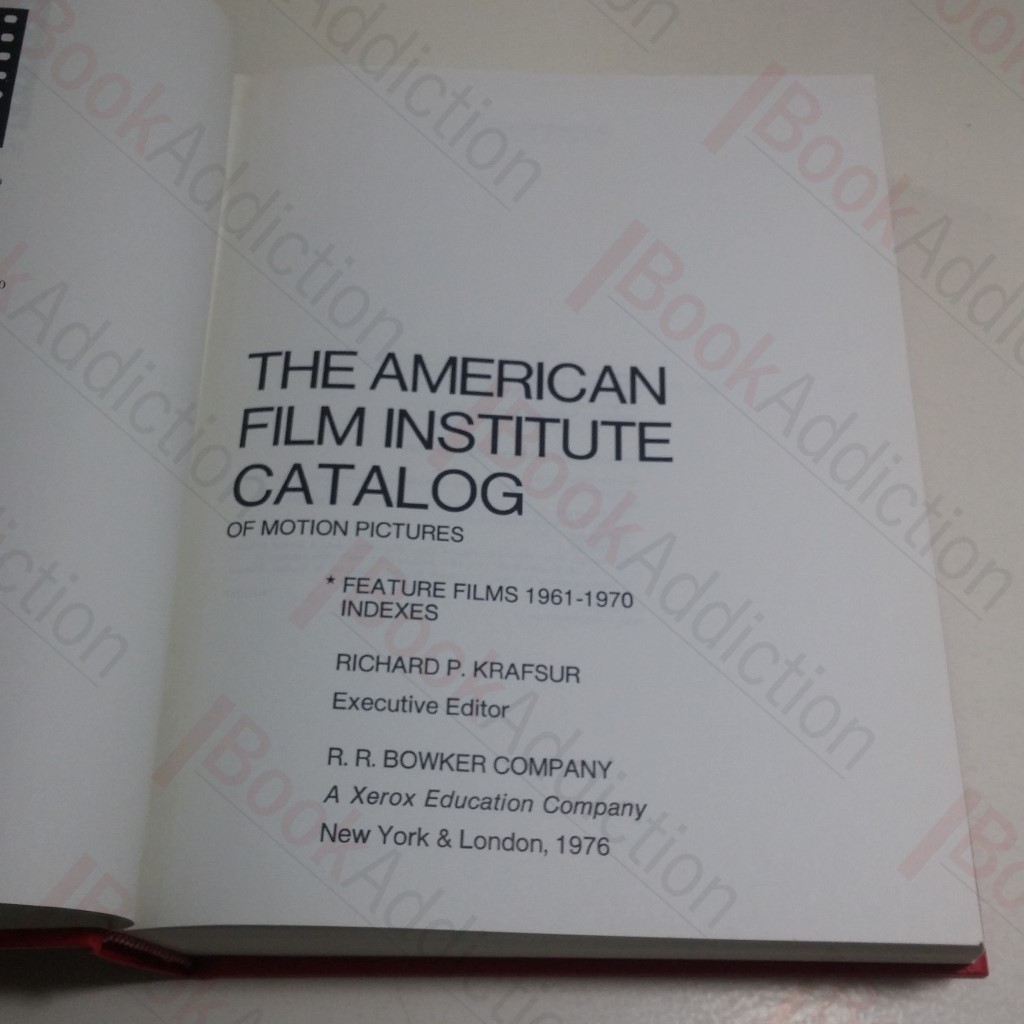 THE AMERICAN
FILM INSTITUTE
CATALOG
OF MOTION PICTURES
* FEATURE FILMS 1961-1970
INDEXES
RICHARD P. KRAFSUR
Executive Editor
R. R. BOWKER COMPANY
A Xerox Education Company
New York & London, 1976
BookAddiction